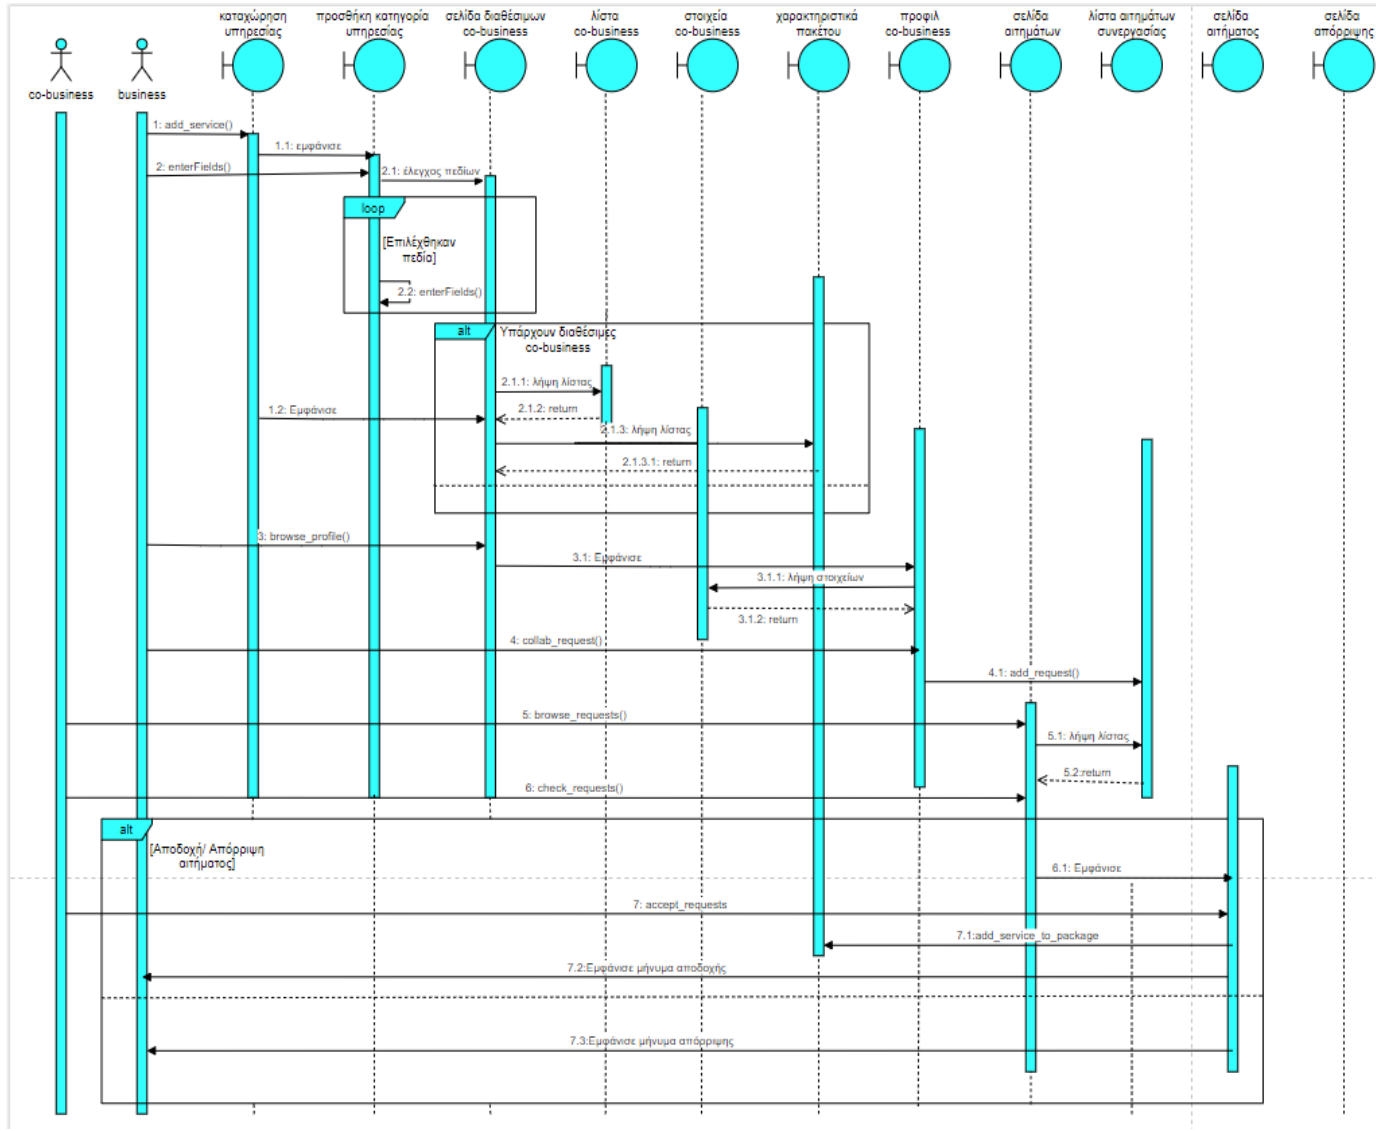 καταχώρηση
υπηρεσίας
προσθήκη κατηγορία
υπηρεσίας
σελίδα διαθέσιμων
co-business
λίστα
co-business
στοιχεία
co-business
χαρακτηριστικά
πακέτου
προφιλ
co-business
σελίδα
αιτημάτων
λίστα αιτημάτων
συνεργασίας
σελίδα
αιτήματος
σελίδα
απόρριψης
co-business
business
1: add_service()
1.1: εμφάνισε
2: enterFields()
2.1: έλεγχος πεδίων
loop
[Επιλέχθηκαν
πεδία]
2.2: enterFields()
alt
Υπάρχουν διαθέσιμες
co-business
2.1.1: λήψη λίστας
1.2: Εμφάνισε
2.1.2: return
2.1.3: λήψη λίστας
2.1.3.1: return
3: browse_profile()
3.1: Εμφάνισε
3.1.1: λήψη στοιχείων
3.1.2: return
4: collab_request()
4.1: add_request()
5: browse_requests()
5.1: λήψη λίστας
5.2:return
6: check_requests()
alt
[Αποδοχή/ Απόρριψη
αιτήματος]
6.1: Εμφάνισε
7: accept_requests
7.1:add_service_to_package
7.2:Εμφάνισε μήνυμα αποδοχής
7.3:Εμφάνισε μήνυμα απόρριψης